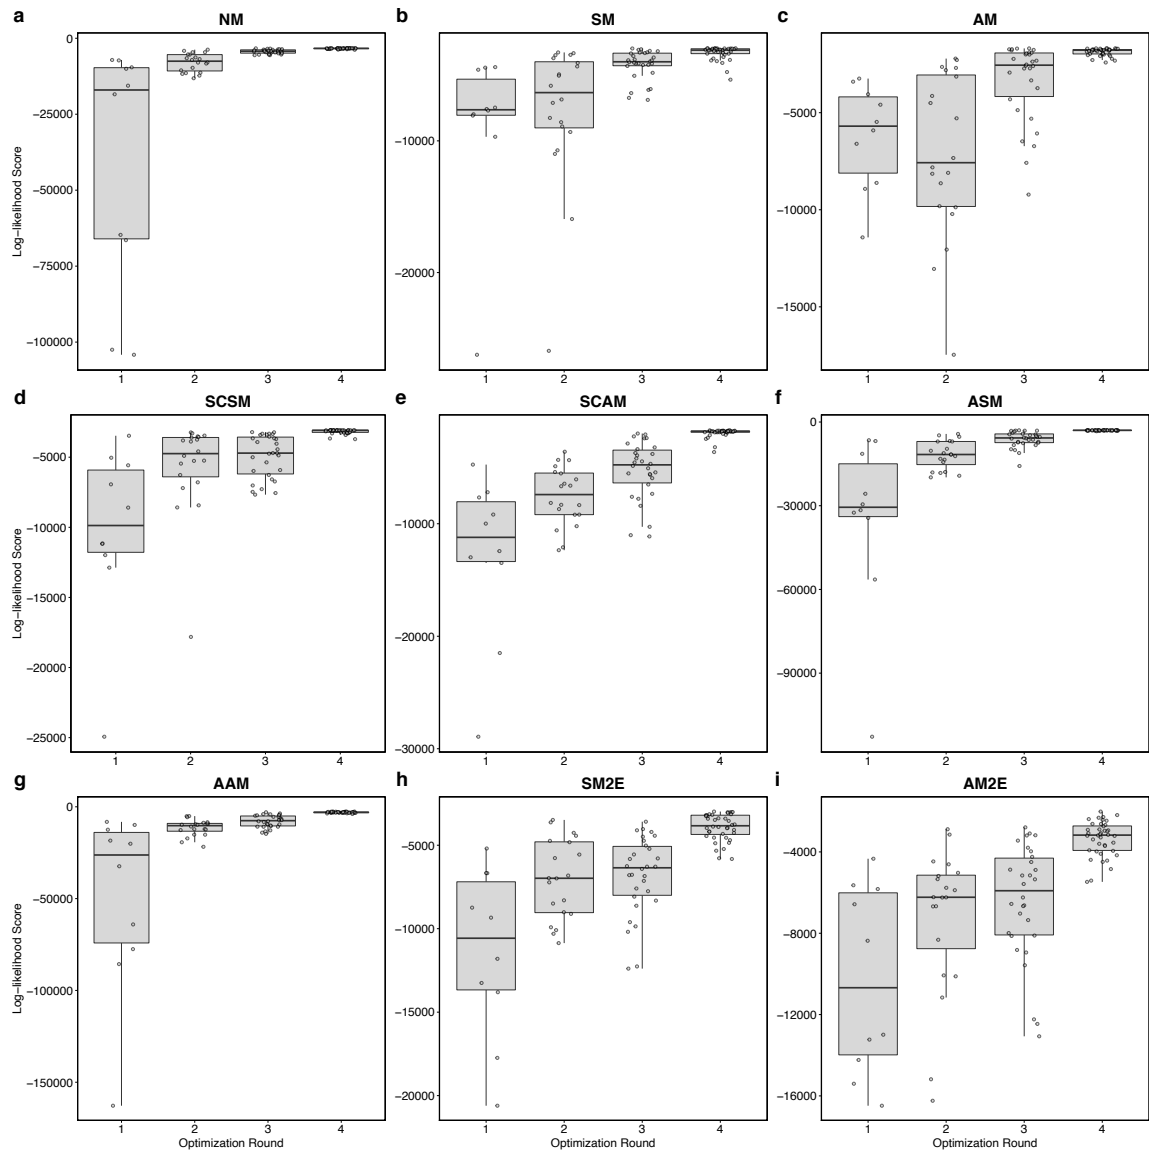 a NM
b SM
c AM
Log−likelihood Score
0
−25000
−50000
−75000
−100000
1 2 3 4
−10000
−20000
1 2 3 4
−5000
−10000
−15000
1 2 3 4
d SCSM
e SCAM
f ASM
Log−likelihood Score
−5000
−10000
−15000
−20000
−25000
1 2 3 4
−10000
−20000
−30000
1 2 3 4
0
−30000
−60000
−90000
1 2 3 4
g AAM
h SM2E
i AM2E
Log−likelihood Score
0
−50000
−100000
−150000
1 2 3 4
Optimization Round
−5000
−10000
−15000
−20000
1 2 3 4
Optimization Round
−4000
−8000
−12000
−16000
1 2 3 4
Optimization Round